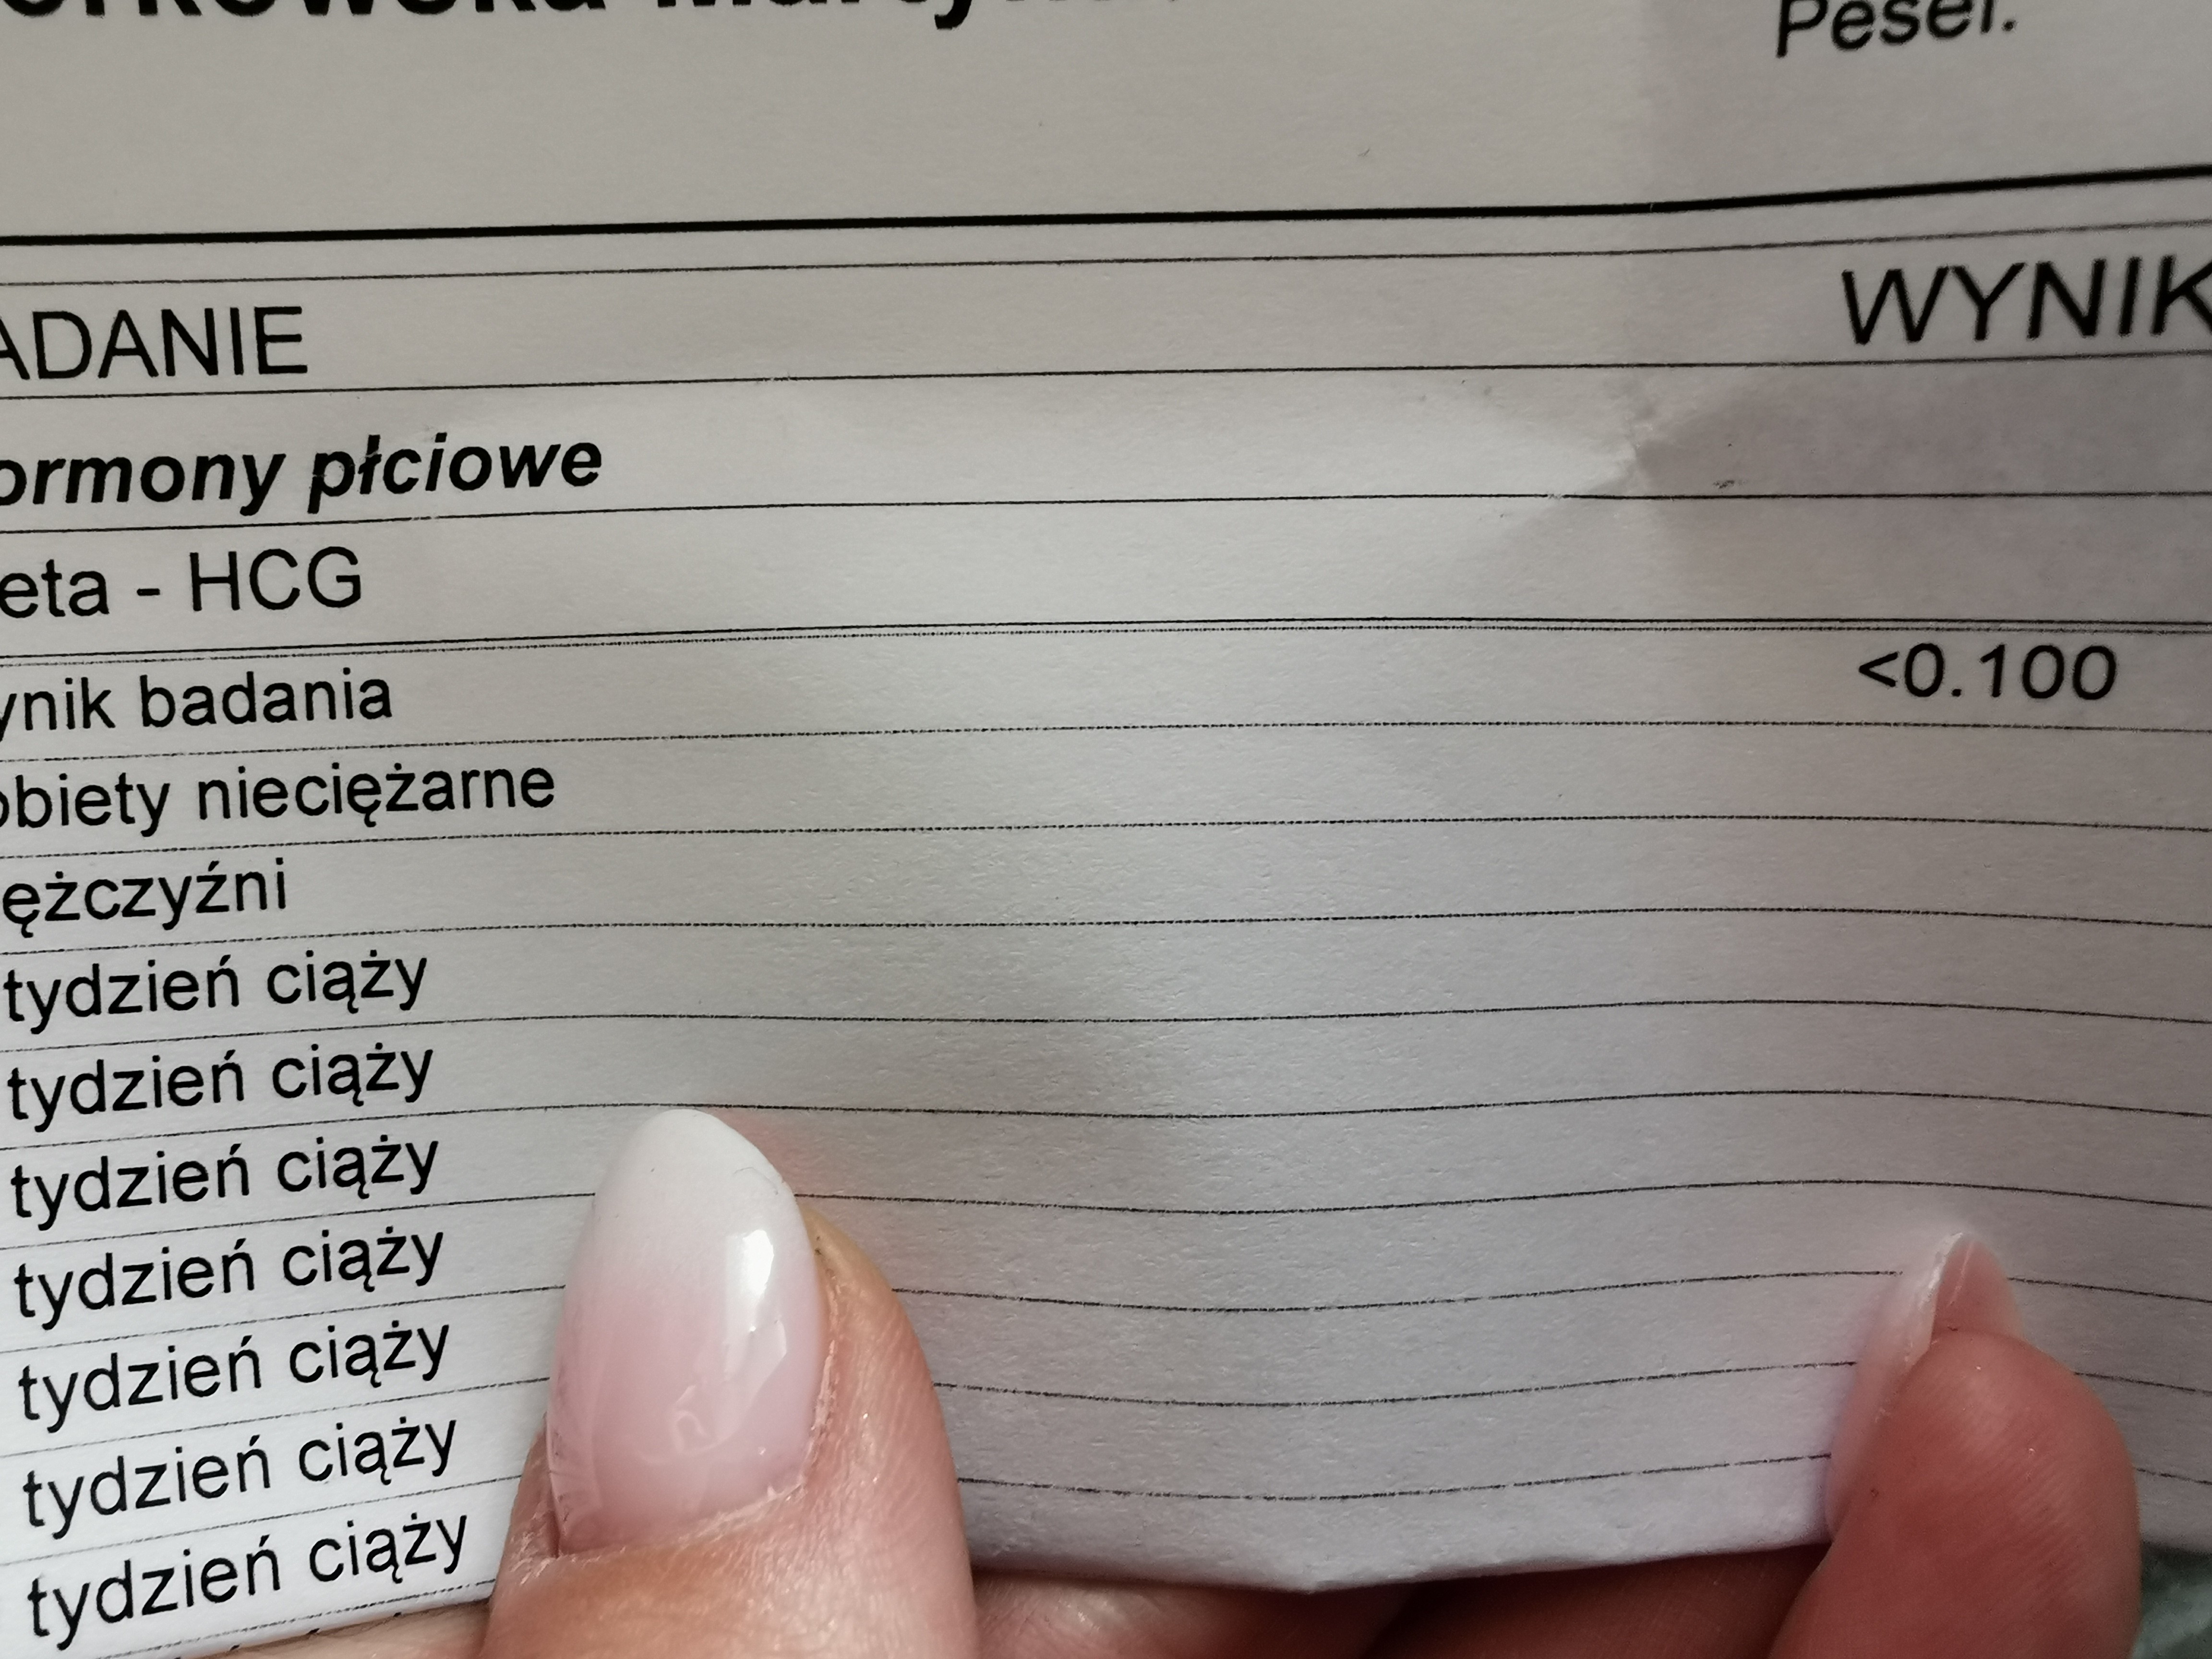 Pesel:
ADANIE WYNIK
ormony płciowe
eta - HCG
ynik badania <0.100
obiety nieciężarne
ężczyźni
tydzień ciąży
tydzień ciąży
tydzień ciąży
tydzień ciąży
tydzień ciąży
tydzień ciąży
tydzień ciąży